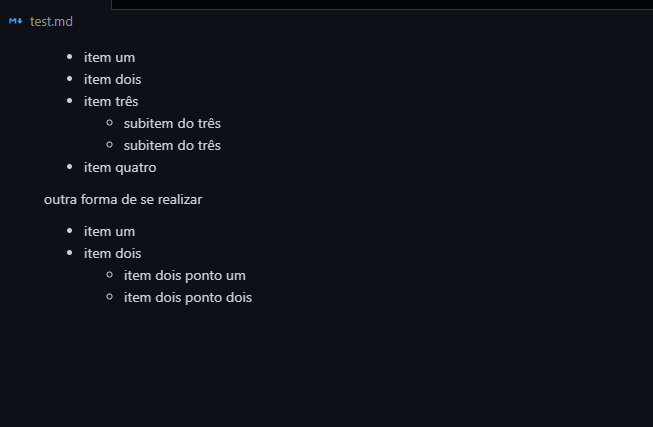 test.md
item um
item dois
item três
subitem do três
subitem do três
item quatro
outra forma de se realizar
item um
item dois
item dois ponto um
item dois ponto dois